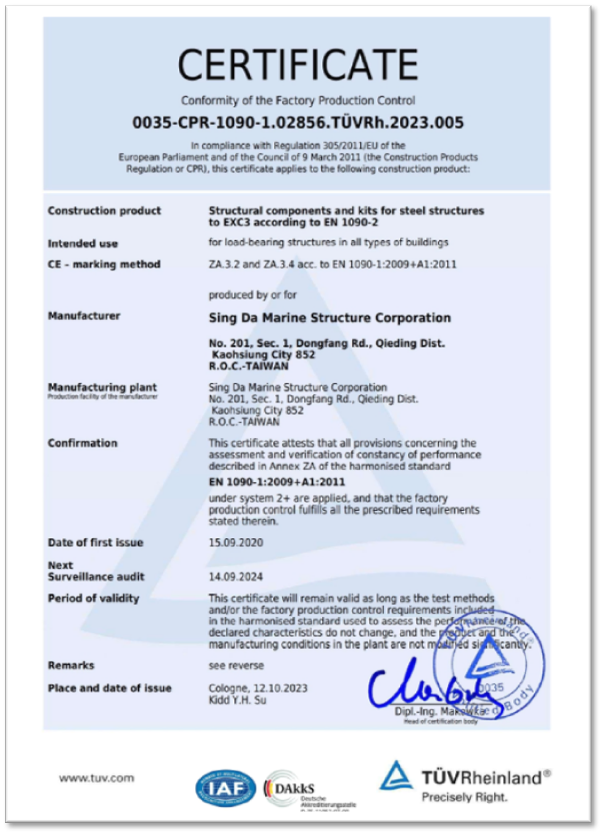 CERTIFICATE
Conformity of the Factory Production Control
0035-CPR-1090-1.02856.TÜVRh.2023.005
In compliance with Regulation 305/2011/EU of the
European Parliament and of the Council of 9 March 2011 (the Construction Products
Regulation or CPR), this certificate applies to the following construction product:
Construction product Structural components and kits for steel structures
to EXC3 according to EN 1090-2
Intended use for load-bearing structures in all types of buildings
CE – marking method ZA.3.2 and ZA.3.4 acc. to EN 1090-1:2009+A1:2011
produced by or for
Manufacturer Sing Da Marine Structure Corporation
No. 201, Sec. 1, Dongfang Rd., Qieding Dist.
Kaohsiung City 852
R.O.C.-TAIWAN
Manufacturing plant Sing Da Marine Structure Corporation
Production facility of the manufacturer No. 201, Sec. 1, Dongfang Rd., Qieding Dist.
Kaohsiung City 852
R.O.C.-TAIWAN
Confirmation This certificate attests that all provisions concerning the
assessment and verification of constancy of performance
described in Annex ZA of the harmonised standard
EN 1090-1:2009+A1:2011
under system 2+ are applied, and that the factory
production control fulfills all the prescribed requirements
stated therein.
Date of first issue 15.09.2020
Next
Surveillance audit 14.09.2024
Period of validity This certificate will remain valid as long as the test methods
and/or the factory production control requirements included
in the harmonised standard used to assess the performance of the
declared characteristics do not change, and the product and the
manufacturing conditions in the plant are not modified significantly.
Remarks see reverse
Place and date of issue Cologne, 12.10.2023
Kidd Y.H. Su
0035
Dipl.-Ing. Makowka
Head of certification body
www.tuv.com
IAF
DAkkS
Deutsche
Akkreditierungsstelle
TÜVRheinland®
Precisely Right.